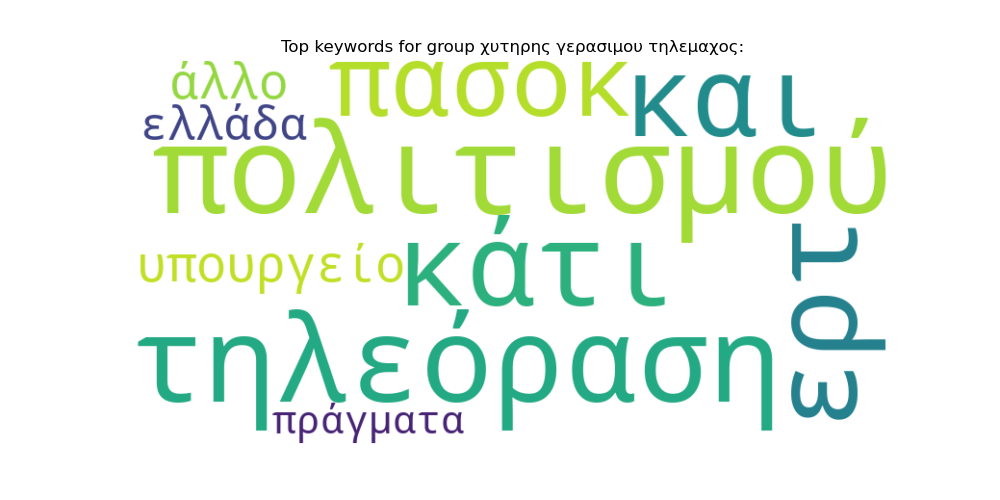 Top keywords for group χυτηρης γερασιμου τηλεμαχος:
άλλο
πασοκ
και
ελλάδα
πολιτισμού
υπουργείο
κάτι
ερτ
τηλεόραση
πράγματα